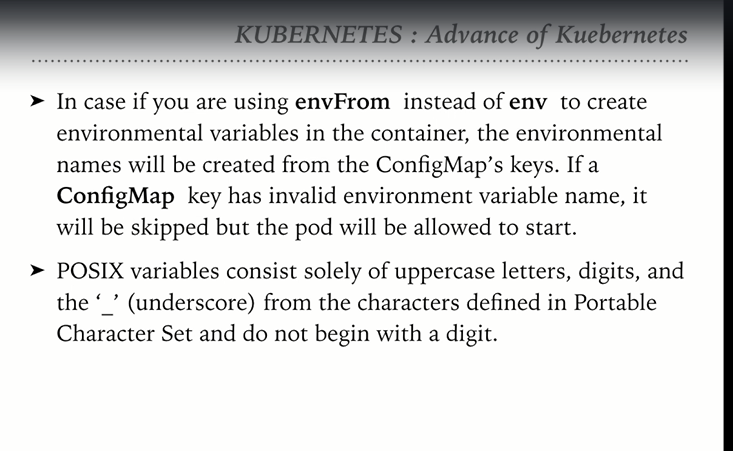 KUBERNETES : Advance of Kuebernetes
➤ In case if you are using envFrom instead of env to create
environmental variables in the container, the environmental
names will be created from the ConfigMap’s keys. If a
ConfigMap key has invalid environment variable name, it
will be skipped but the pod will be allowed to start.
➤ POSIX variables consist solely of uppercase letters, digits, and
the ‘_’ (underscore) from the characters defined in Portable
Character Set and do not begin with a digit.